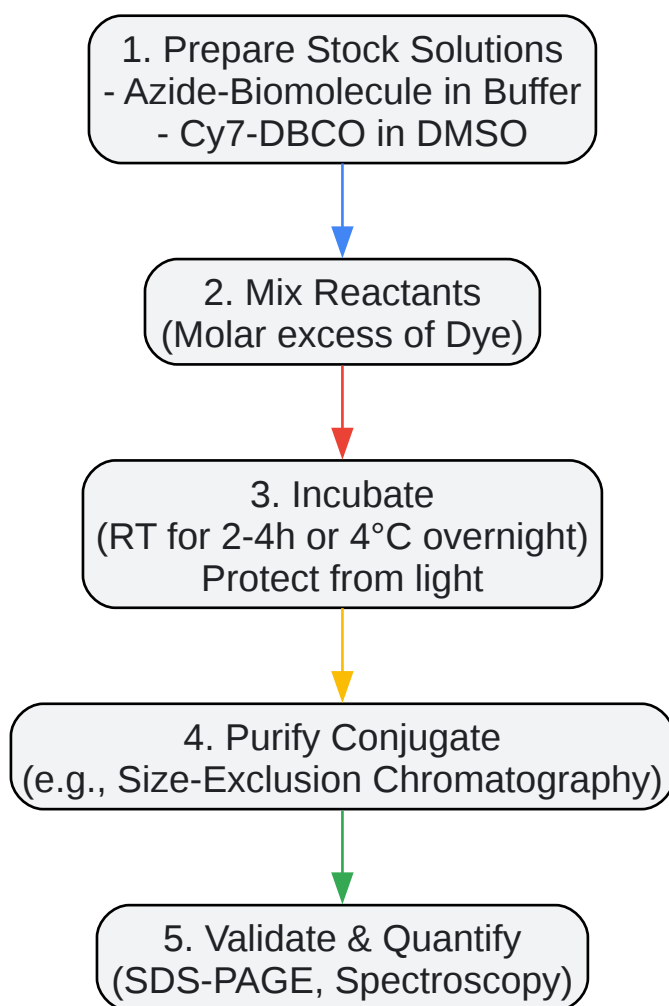 1. Prepare Stock Solutions
- Azide-Biomolecule in Buffer
- Cy7-DBCO in DMSO
2. Mix Reactants
(Molar excess of Dye)
3. Incubate
(RT for 2-4h or 4°C overnight)
Protect from light
4. Purify Conjugate
(e.g., Size-Exclusion Chromatography)
5. Validate & Quantify
(SDS-PAGE, Spectroscopy)